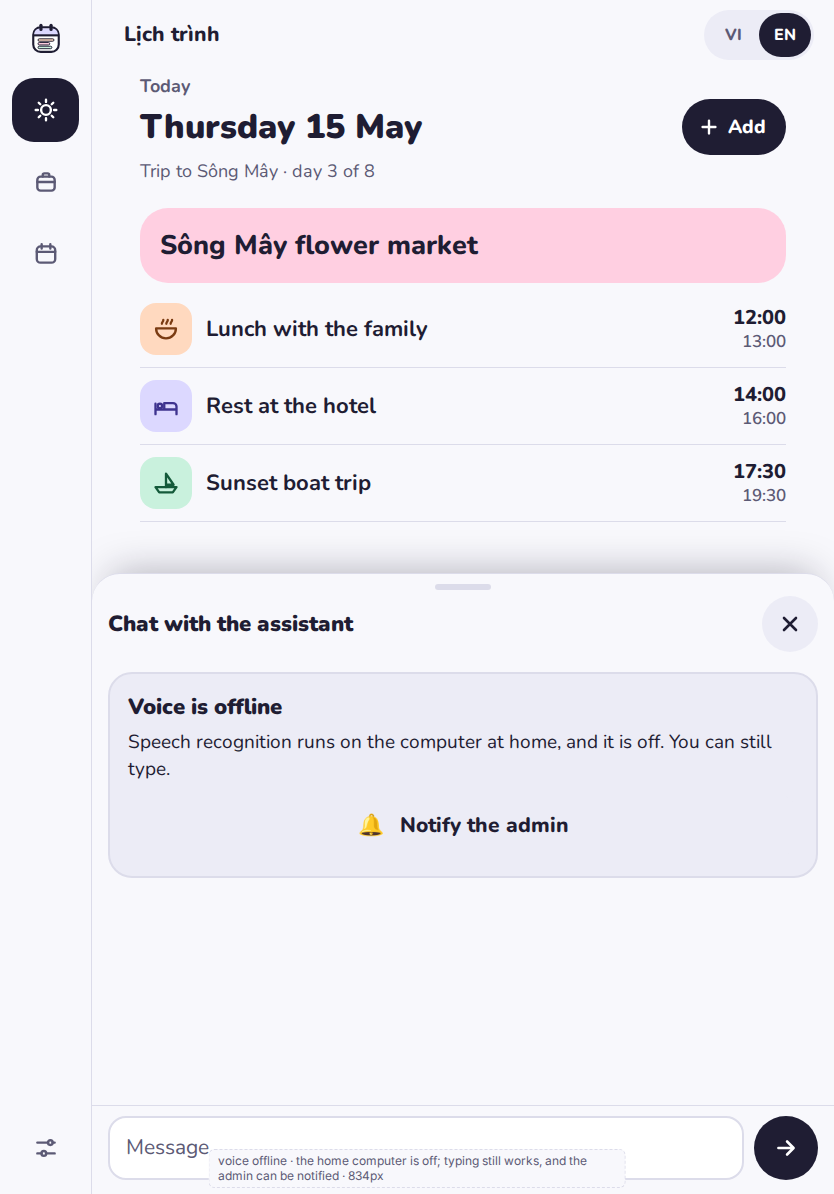 Lịch trình
VI
EN
Today
Thursday 15 May
Add
Trip to Sông Mây · day 3 of 8
Sông Mây flower market
Lunch with the family
12:00
13:00
Rest at the hotel
14:00
16:00
Sunset boat trip
17:30
19:30
Chat with the assistant
Voice is offline
Speech recognition runs on the computer at home, and it is off. You can still
type.
Notify the admin
Message
voice offline · the home computer is off; typing still works, and the
admin can be notified · 834px